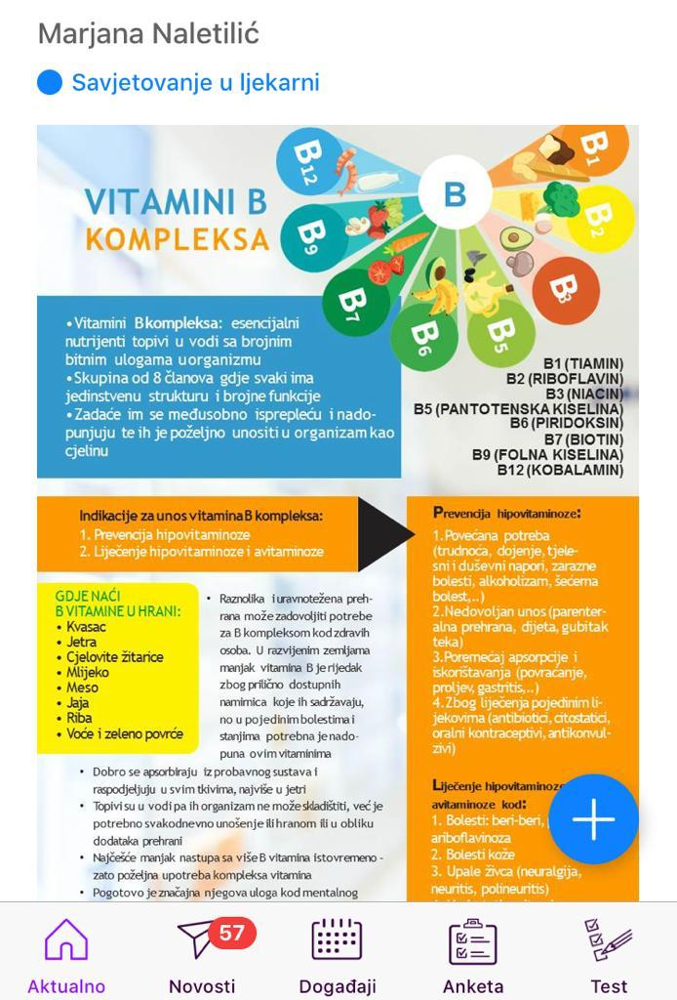 Marjana Naletilić
Savjetovanje u ljekarni
VITAMINI B
KOMPLEKSA
B
B1
B2
B3
B5
B6
B7
B9
B12
•Vitamini B kompleksa: esencijalni
nutrijenti topivi u vodi sa brojnim
bitnim ulogama u organizmu
•Skupina od 8 članova gdje svaki ima
jedinstvenu strukturu i brojne funkcije
•Zadaće im se međusobno isprepleću i nado-
punjuju te ih je poželjno unositi u organizam kao
cjelinu
B1 (TIAMIN)
B2 (RIBOFLAVIN)
B3 (NIACIN)
B5 (PANTOTENSKA KISELINA)
B6 (PIRIDOKSIN)
B7 (BIOTIN)
B9 (FOLNA KISELINA)
B12 (KOBALAMIN)
Indikacije za unos vitamina B kompleksa:
1. Prevencija hipovitaminoze
2. Liječenje hipovitaminoze i avitaminoze
Prevencija hipovitaminoze:
1.Povećana potreba
(trudnoća, dojenje, tjele-
sni i duševni napori, zarazne
bolesti, alkoholizam, šećerna
bolest,..)
2.Nedovoljan unos (parenter-
alna prehrana, dijeta, gubitak
teka)
3.Poremećaj apsorpcije i
iskorištavanja (povraćanje,
proljev, gastritis,..)
4.Zbog liječenja pojedinim li-
jekovima (antibiotici, citostatici,
oralni kontraceptivi, antikonvul-
zivi)
Liječenje hipovitaminoze
avitaminoze kod:
1. Bolesti: beri-beri,
ariboflavinoza
2. Bolesti kože
3. Upale živca (neuralgija,
neuritis, polineuritis)
GDJE NAĆI
B VITAMINE U HRANI:
• Kvasac
• Jetra
• Cjelovite žitarice
• Mlijeko
• Meso
• Jaja
• Riba
• Voće i zeleno povrće
• Raznolika i uravnotežena preh-
rana može zadovoljiti potrebe
za B kompleksom kod zdravih
osoba. U razvijenim zemljama
manjak vitamina B je rijedak
zbog prilično dostupnih
namirnica koje ih sadržavaju,
no u pojedinim bolestima i
stanjima potrebna je nado-
puna ovim vitaminima
• Dobro se apsorbiraju iz probavnog sustava i
raspodjeljuju u svim tkivima, najviše u jetri
• Topivi su u vodi pa ih organizam ne može skladištiti, već je
potrebno svakodnevno unošenje ili hranom ili u obliku
dodataka prehrani
• Najčešće manjak nastupa sa više B vitamina istovremeno -
zato poželjna upotreba kompleksa vitamina
• Pogotovo je značajna njegova uloga kod mentalnog
57
Aktualno
Novosti
Događaji
Anketa
Test